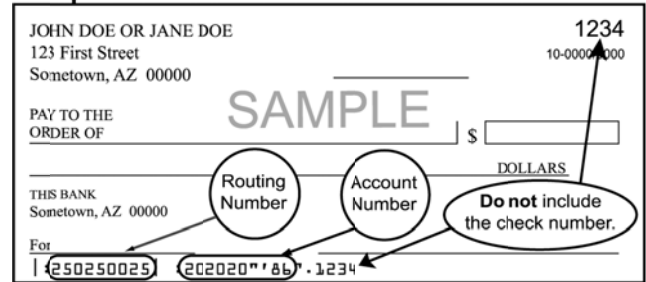 JOHN DOE OR JANE DOE
1234
123 First Street
10-0000/0000
Sometown, AZ 00000
SAMPLE
PAY TO THE
ORDER OF
$
DOLLARS
Routing
Number
Account
Number
Do not include
the check number.
THIS BANK
Sometown, AZ 00000
For
250250025 202020"'86".1234